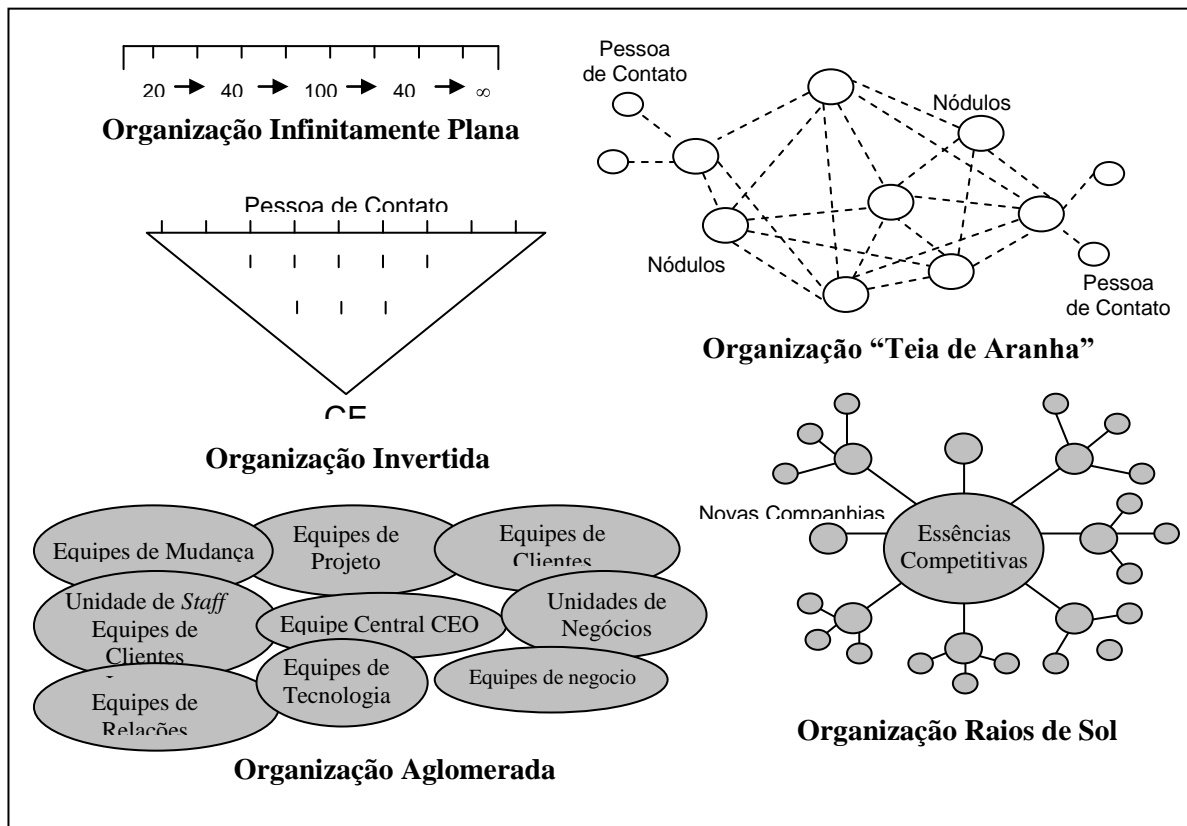 20 → 40 → 100 → 40 → ∞
Organização Infinitamente Plana
Pessoa de Contato
Organização Invertida
Pessoa
de Contato
Nódulos
Nódulos
Pessoa
de Contato
Organização “Teia de Aranha”
Equipes de Mudança
Equipes de
Projeto
Equipes de
Clientes
Unidade de Staff
Equipes de
Clientes
Equipe Central CEO
Unidades de
Negócios
Equipes de
Relações
Equipes de
Tecnologia
Equipes de negocio
Organização Aglomerada
Novas Companhias
Essências
Competitivas
Organização Raios de Sol